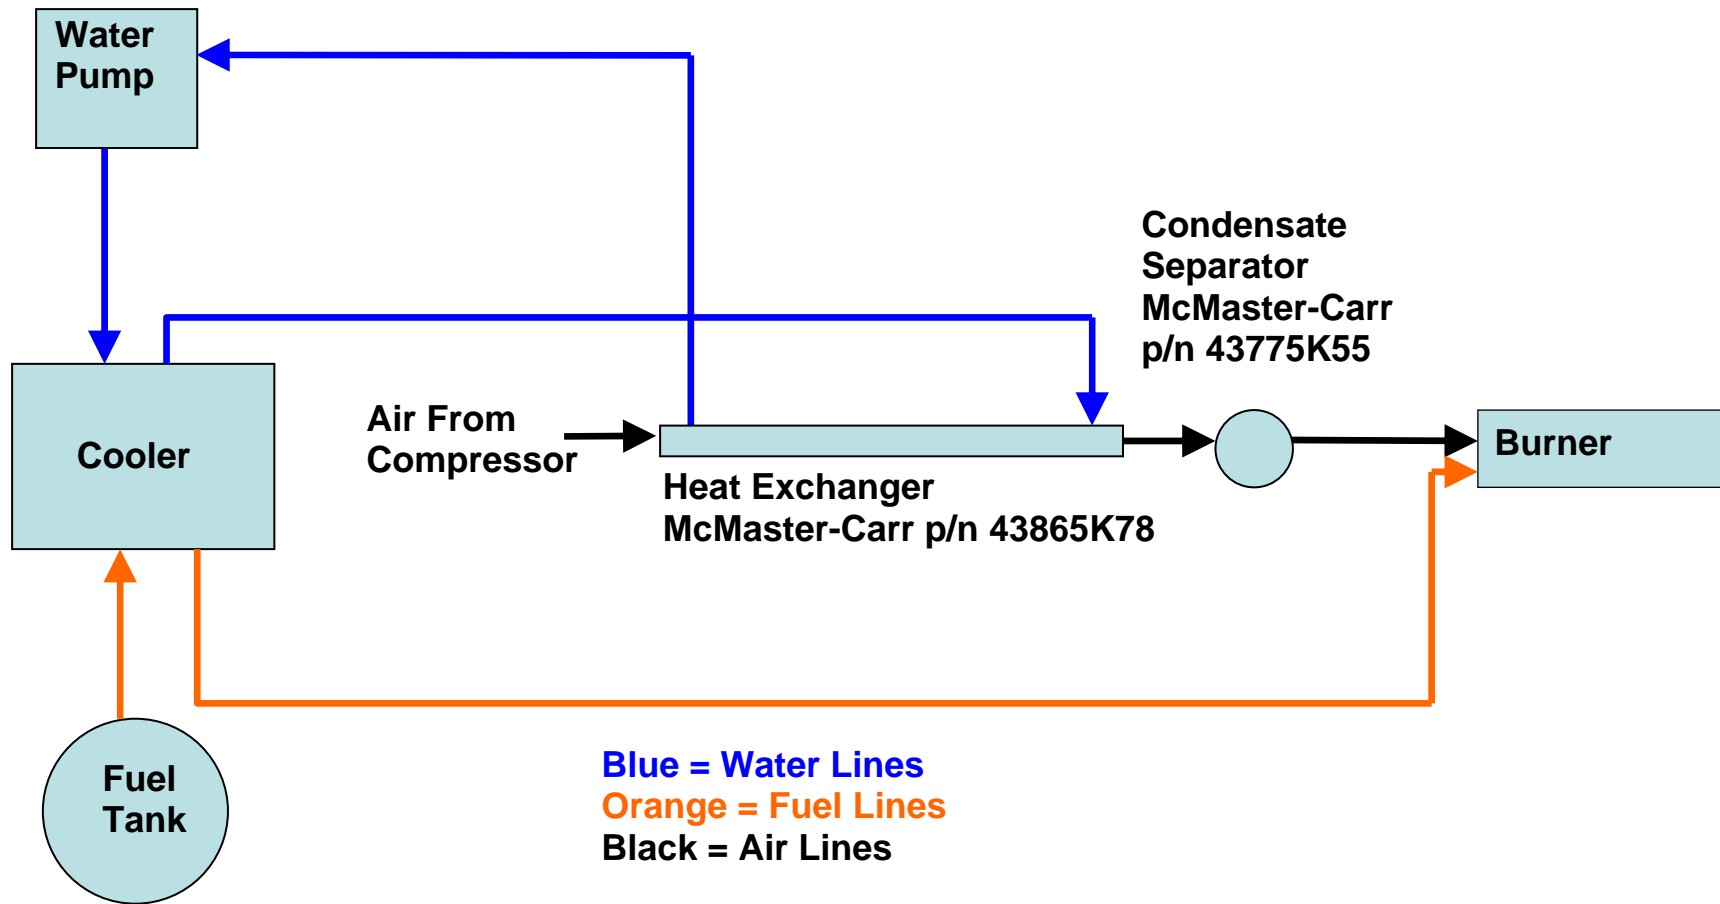 Water
Pump
Condensate
Separator
McMaster-Carr
p/n 43775K55
Air From
Compressor
Cooler
Burner
Heat Exchanger
McMaster-Carr p/n 43865K78
Fuel
Tank
Blue = Water Lines
Orange = Fuel Lines
Black = Air Lines